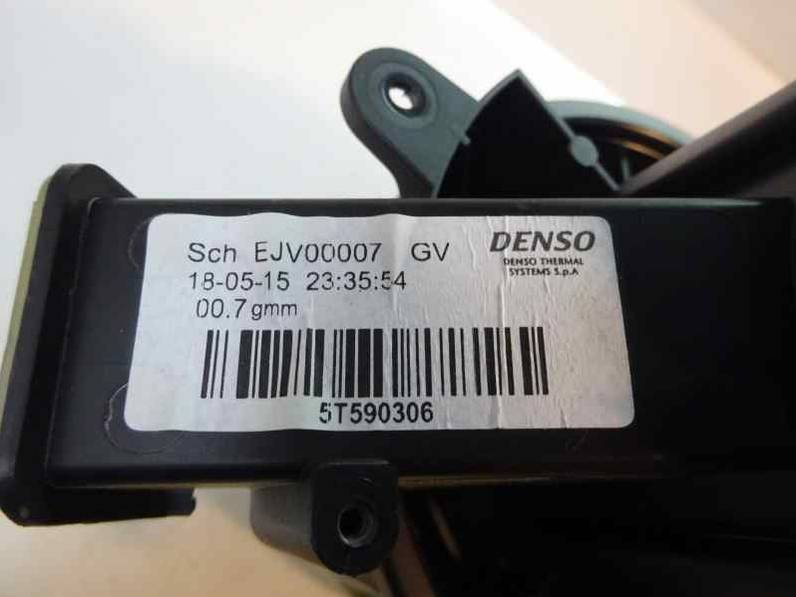 Sch EJV00007 GV
DENSO
DENSO THERMAL
SYSTEMS S.p.A
18-05-15 23:35:54
00.7 gmm
5T590306